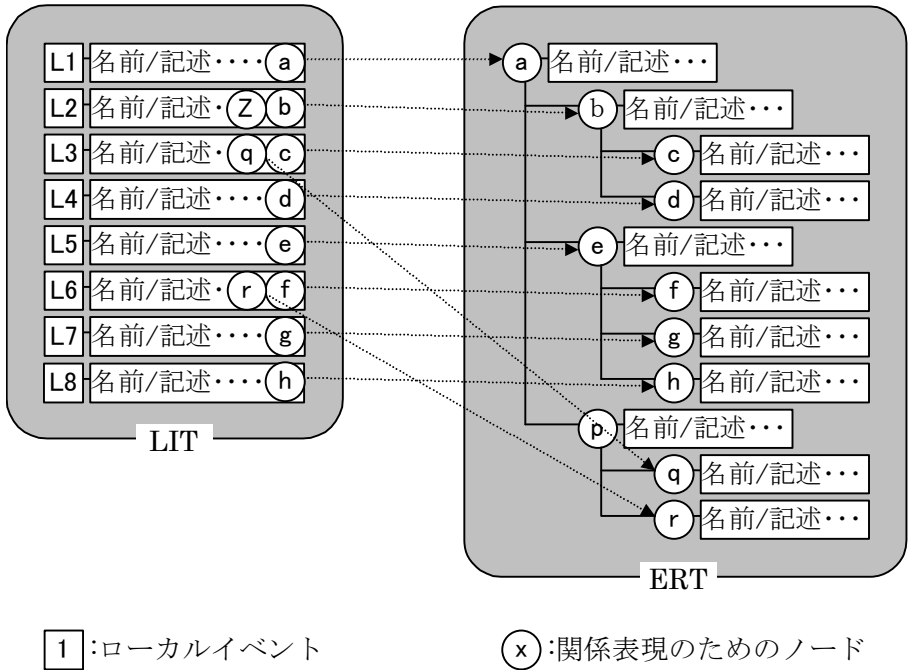 L1 名前/記述････ a
L2 名前/記述･ Z b
L3 名前/記述･ q c
L4 名前/記述････ d
L5 名前/記述････ e
L6 名前/記述･ r f
L7 名前/記述････ g
L8 名前/記述････ h
LIT
a 名前/記述･･･
b 名前/記述･･･
c 名前/記述･･･
d 名前/記述･･･
e 名前/記述･･･
f 名前/記述･･･
g 名前/記述･･･
h 名前/記述･･･
p 名前/記述･･･
q 名前/記述･･･
r 名前/記述･･･
ERT
1 :ローカルイベント
x :関係表現のためのノード